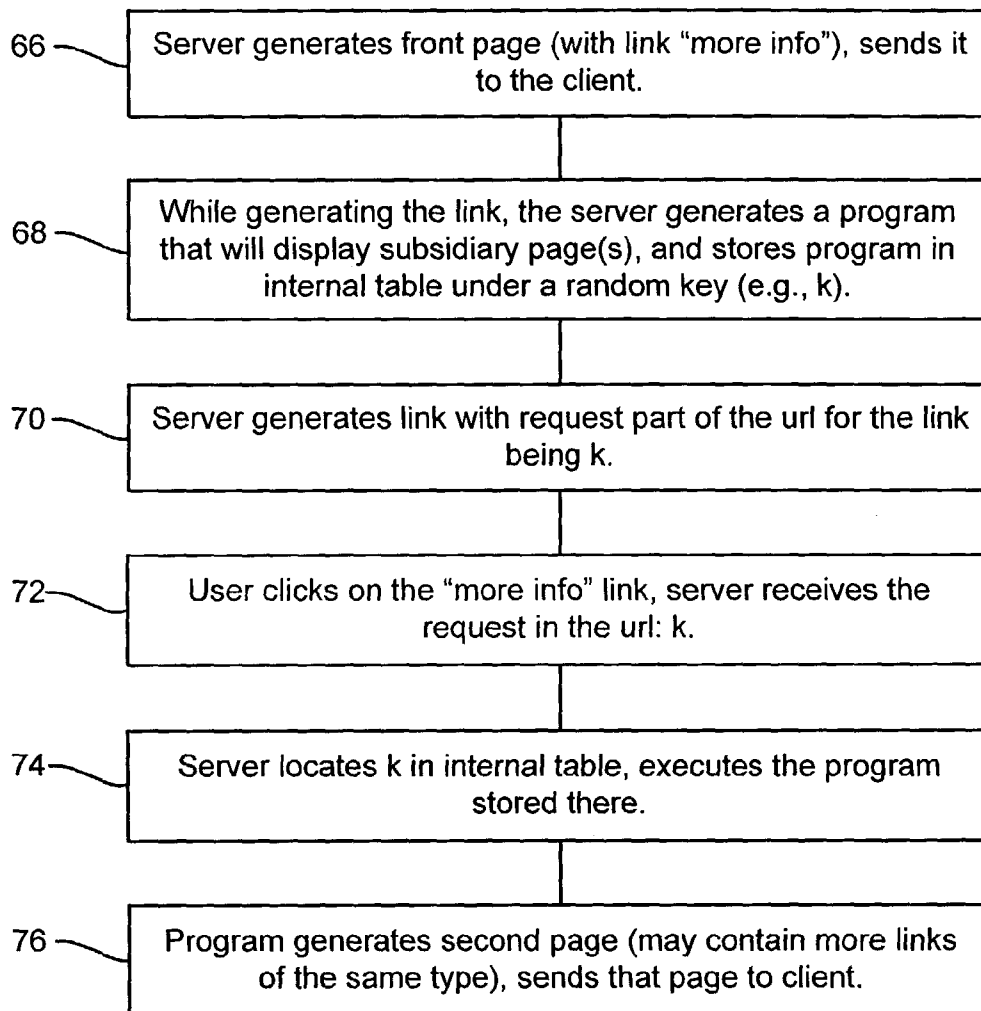 66
Server generates front page (with link “more info”), sends it
to the client.
68
While generating the link, the server generates a program
that will display subsidiary page(s), and stores program in
internal table under a random key (e.g., k).
70
Server generates link with request part of the url for the link
being k.
72
User clicks on the “more info” link, server receives the
request in the url: k.
74
Server locates k in internal table, executes the program
stored there.
76
Program generates second page (may contain more links
of the same type), sends that page to client.